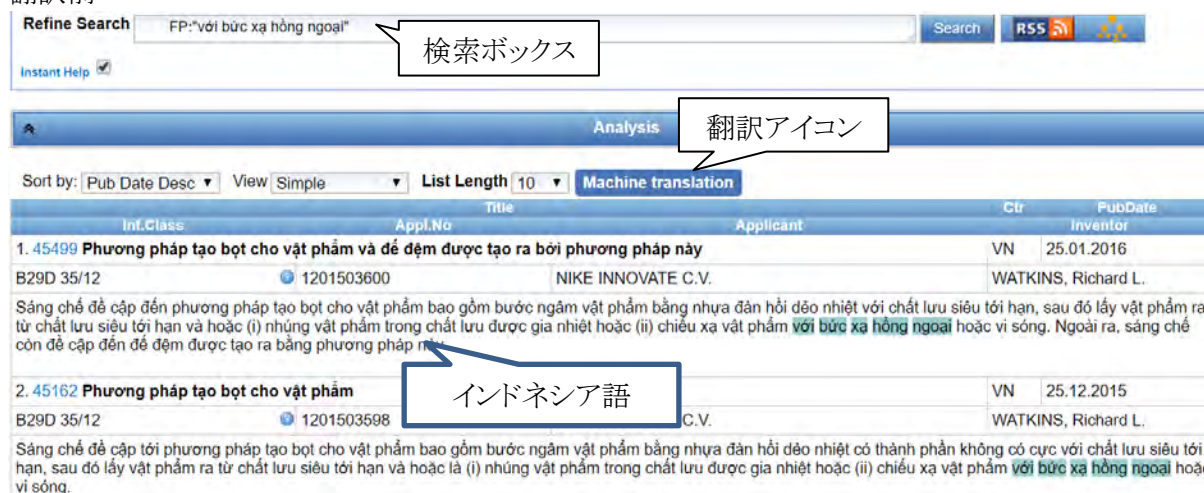 Refine Search FP:"với bức xạ hồng ngoại" Search RSS
検索ボックス
Instant Help
Analysis
翻訳アイコン
Sort by: Pub Date Desc View Simple List Length 10 Machine translation
Title Ctr PubDate
Int.Class Appl.No Applicant Inventor
1. 45499 Phương pháp tạo bọt cho vật phẩm và đế đệm được tạo ra bởi phương pháp này VN 25.01.2016
B29D 35/12 1201503600 NIKE INNOVATE C.V. WATKINS, Richard L.
Sáng chế đề cập đến phương pháp tạo bọt cho vật phẩm bao gồm bước ngâm vật phẩm bằng nhựa đàn hồi dẻo nhiệt với chất lưu siêu tới hạn, sau đó lấy vật phẩm ra
từ chất lưu siêu tới hạn và hoặc (i) nhúng vật phẩm trong chất lưu được gia nhiệt hoặc (ii) chiếu xạ vật phẩm với bức xạ hồng ngoại hoặc vi sóng. Ngoài ra, sáng chế
còn đề cập đến đế đệm được tạo ra bằng phương pháp
インドネシア語
2. 45162 Phương pháp tạo bọt cho vật phẩm VN 25.12.2015
B29D 35/12 1201503598 C.V. WATKINS, Richard L.
Sáng chế đề cập tới phương pháp tạo bọt cho vật phẩm bao gồm bước ngâm vật phẩm bằng nhựa đàn hồi dẻo nhiệt có thành phần không có cực với chất lưu siêu tới
hạn, sau đó lấy vật phẩm ra từ chất lưu siêu tới hạn và hoặc là (i) nhúng vật phẩm trong chất lưu được gia nhiệt hoặc (ii) chiếu xạ vật phẩm với bức xạ hồng ngoại
vi sóng.